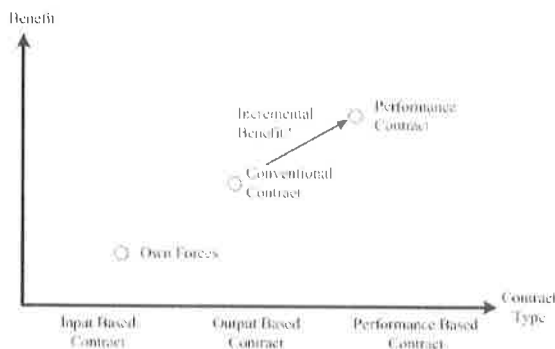 Benefit
Incremental
Benefit
Performance
Contract
Conventional
Contract
Own Forces
Contract
Type
Input Based
Contract
Output Based
Contract
Performance Based
Contract